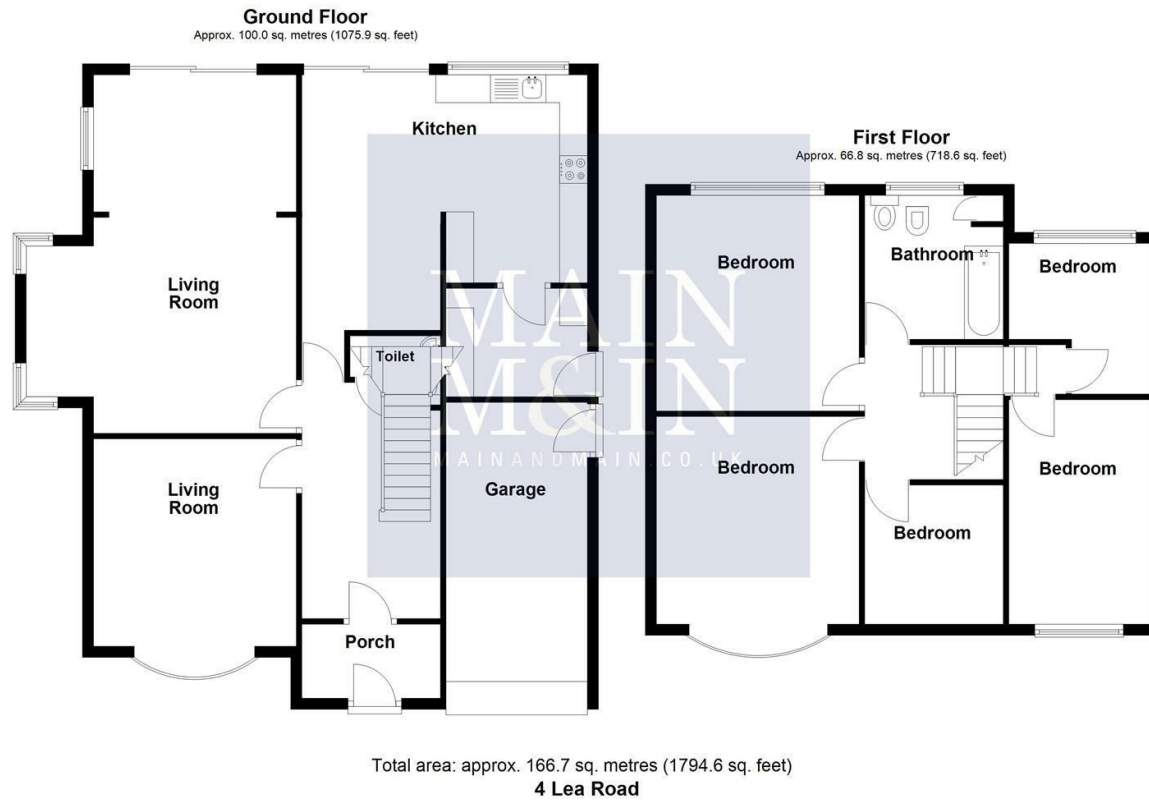 Ground Floor
Approx. 100.0 sq. metres (1075.9 sq. feet)
Kitchen
Living
Room
Toilet
Living
Room
Garage
Porch
First Floor
Approx. 66.8 sq. metres (718.6 sq. feet)
Bedroom
Bathroom
Bedroom
Bedroom
Bedroom
Bedroom
MAIN
M&IN
MAINANDMAIN.CO.UK
Total area: approx. 166.7 sq. metres (1794.6 sq. feet)
4 Lea Road